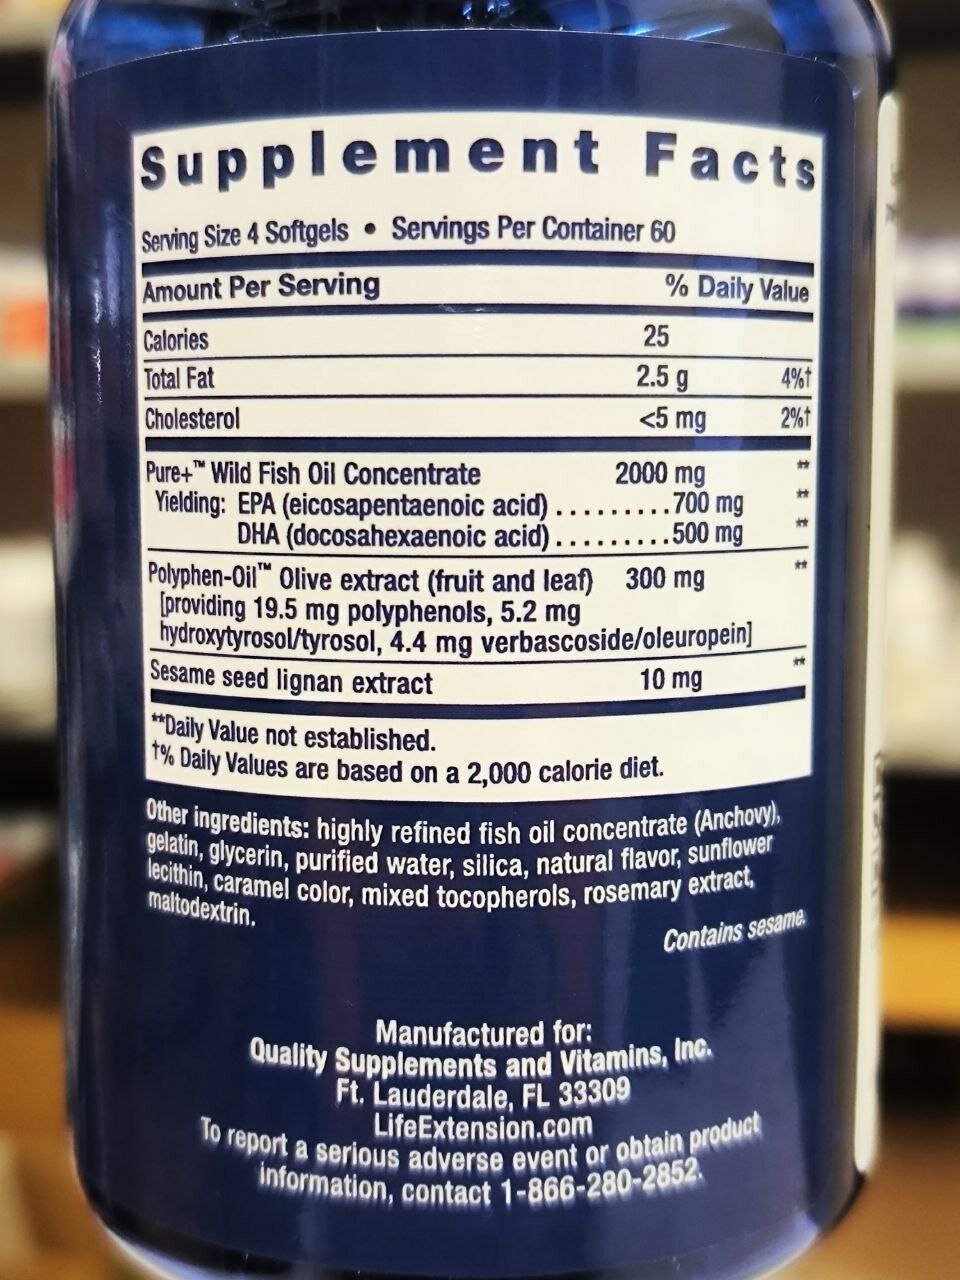 Supplement Facts
Serving Size 4 Softgels • Servings Per Container 60
Amount Per Serving % Daily Value
Calories 25
Total Fat 2.5 g 4%†
Cholesterol <5 mg 2%†
Pure+™ Wild Fish Oil Concentrate 2000 mg **
Yielding: EPA (eicosapentaenoic acid) .........700 mg **
DHA (docosahexaenoic acid) .........500 mg **
Polyphen-Oil™ Olive extract (fruit and leaf) 300 mg **
[providing 19.5 mg polyphenols, 5.2 mg
hydroxytyrosol/tyrosol, 4.4 mg verbascoside/oleuropein]
Sesame seed lignan extract 10 mg **
**Daily Value not established.
†% Daily Values are based on a 2,000 calorie diet.
Other ingredients: highly refined fish oil concentrate (Anchovy),
gelatin, glycerin, purified water, silica, natural flavor, sunflower
lecithin, caramel color, mixed tocopherols, rosemary extract,
maltodextrin.
Contains sesame.
Manufactured for:
Quality Supplements and Vitamins, Inc.
Ft. Lauderdale, FL 33309
LifeExtension.com
To report a serious adverse event or obtain product
information, contact 1-866-280-2852.